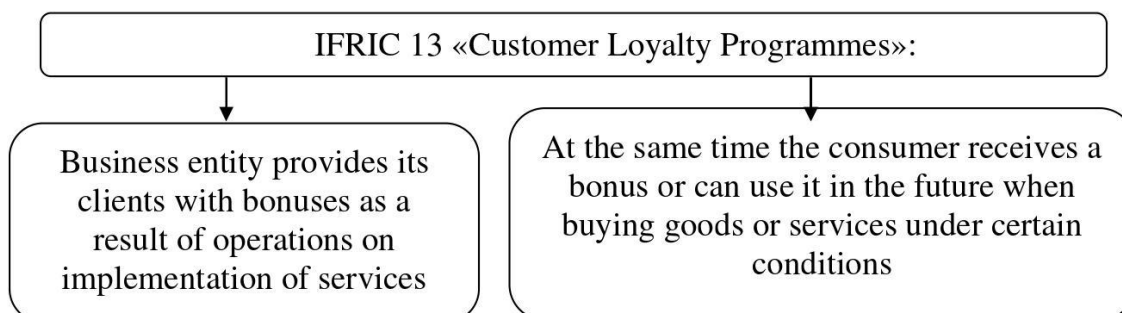 IFRIC 13 «Customer Loyalty Programmes»:
Business entity provides its
clients with bonuses as a
result of operations on
implementation of services
At the same time the consumer receives a
bonus or can use it in the future when
buying goods or services under certain
conditions